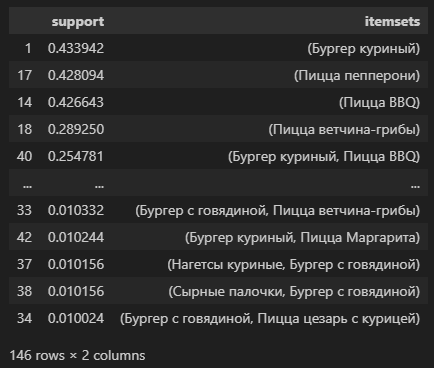 support itemsets
1 0.433942 (Бургер куриный)
17 0.428094 (Пицца пепперони)
14 0.426643 (Пицца BBQ)
18 0.289250 (Пицца ветчина-грибы)
40 0.254781 (Бургер куриный, Пицца BBQ)
... ... ...
33 0.010332 (Бургер с говядиной, Пицца ветчина-грибы)
42 0.010244 (Бургер куриный, Пицца Маргарита)
37 0.010156 (Нагетсы куриные, Бургер с говядиной)
38 0.010156 (Сырные палочки, Бургер с говядиной)
34 0.010024 (Бургер с говядиной, Пицца цезарь с курицей)
146 rows × 2 columns